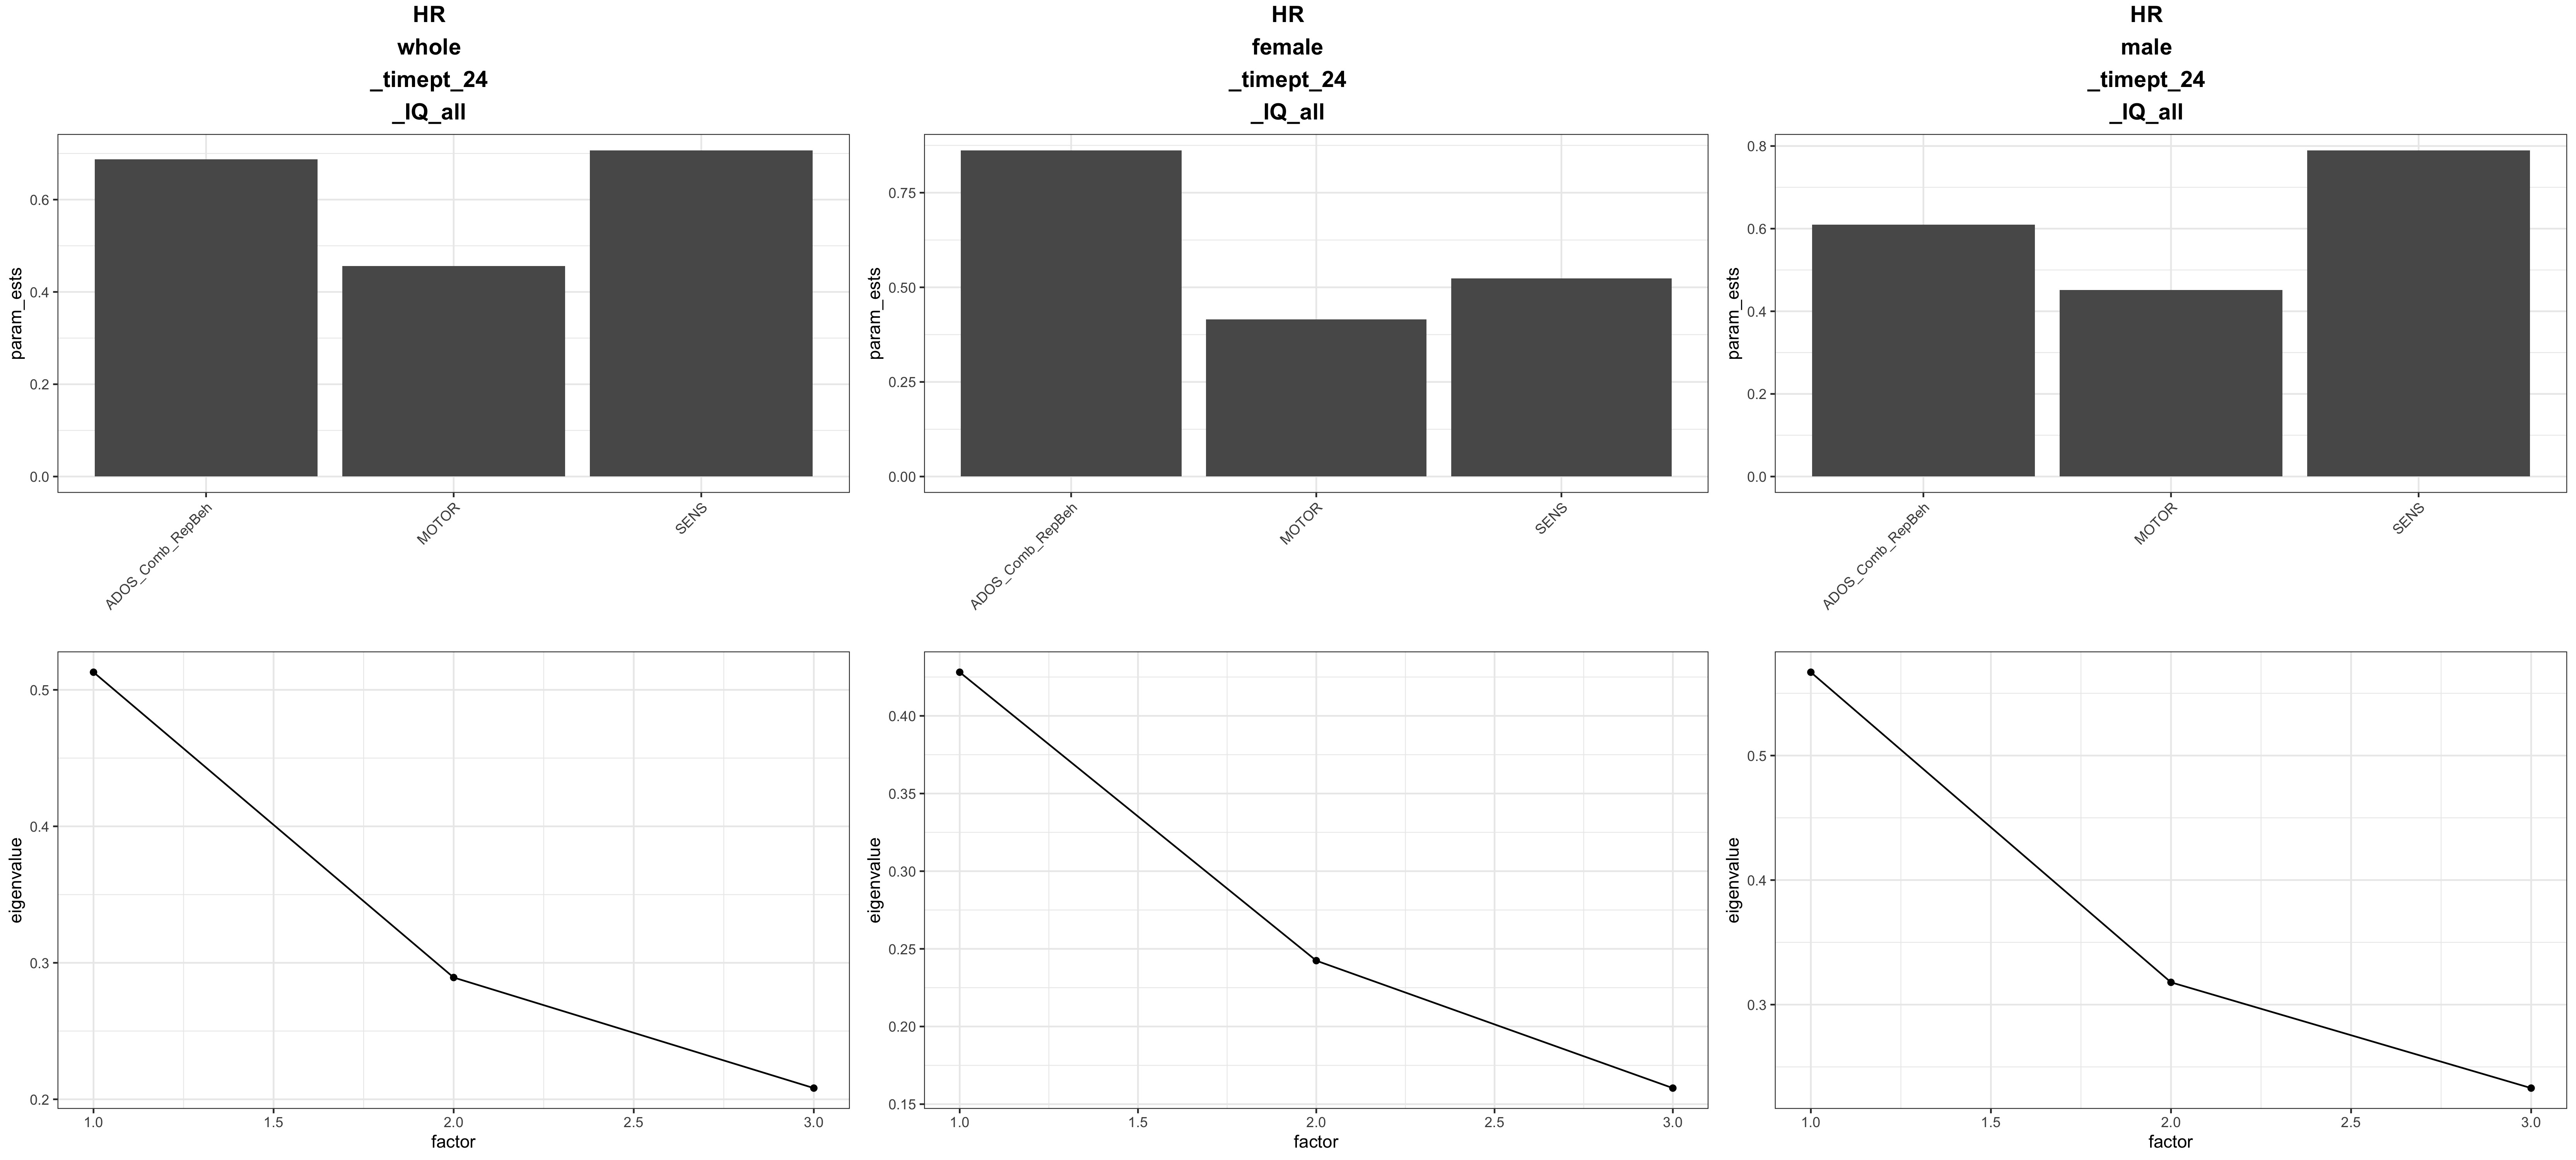 HR
whole
_timept_24
_IQ_all
HR
female
_timept_24
_IQ_all
HR
male
_timept_24
_IQ_all
param_ests
0.6
0.4
0.2
0.0
ADOS_Comb_RepBeh
MOTOR
SENS
param_ests
0.75
0.50
0.25
0.00
ADOS_Comb_RepBeh
MOTOR
SENS
param_ests
0.8
0.6
0.4
0.2
0.0
ADOS_Comb_RepBeh
MOTOR
SENS
eigenvalue
0.5
0.4
0.3
0.2
1.0 1.5 2.0 2.5 3.0
factor
eigenvalue
0.40
0.35
0.30
0.25
0.20
0.15
1.0 1.5 2.0 2.5 3.0
factor
eigenvalue
0.5
0.4
0.3
1.0 1.5 2.0 2.5 3.0
factor